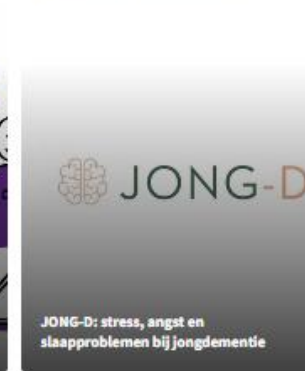 JONG-D
JONG-D: stress, angst en
slaapproblemen bij jongdementie